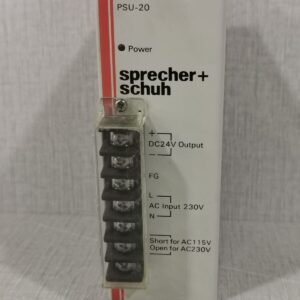 PSU-20
Power
sprecher+
schuh
+
DC24V Output
-
FG
L
AC Input 230V
N
Short for AC115V
Open for AC230V